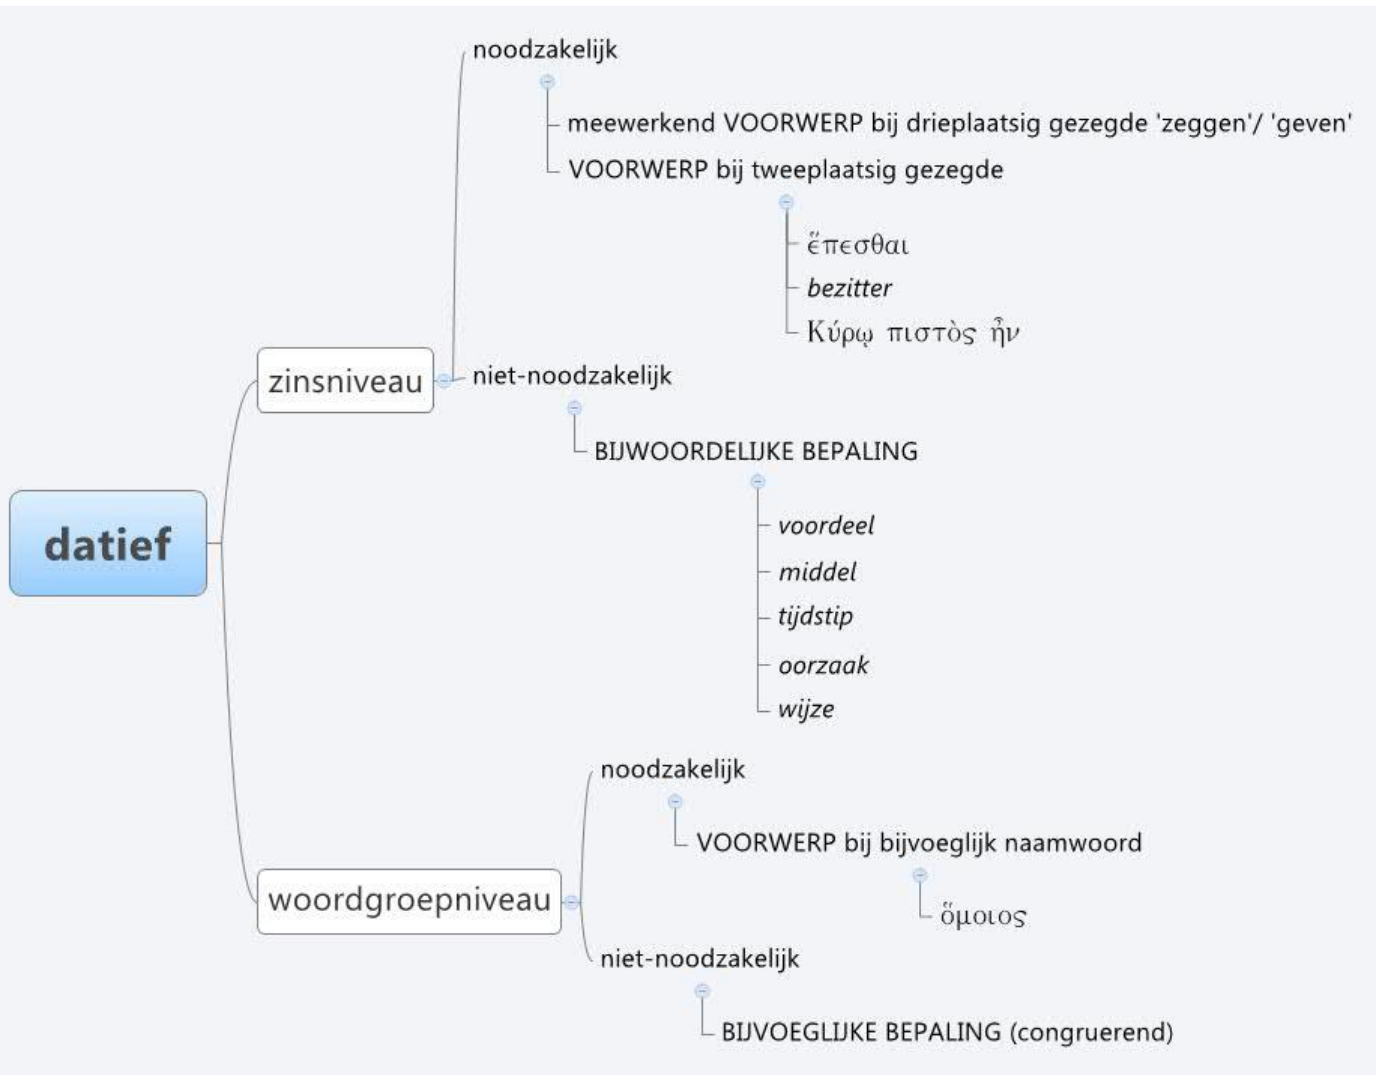 noodzakelijk
meewerkend VOORWERP bij drieplaatsig gezegde 'zeggen'/ 'geven'
VOORWERP bij tweeplaatsig gezegde
ἕπεσθαι
bezitter
Κύρῳ πιστὸς ἦν
zinsniveau
niet-noodzakelijk
BIJWOORDELIJKE BEPALING
voordeel
middel
tijdstip
oorzaak
wijze
datief
noodzakelijk
VOORWERP bij bijvoeglijk naamwoord
ὅμοιος
woordgroepniveau
niet-noodzakelijk
BIJVOEGLIJKE BEPALING (congruerend)